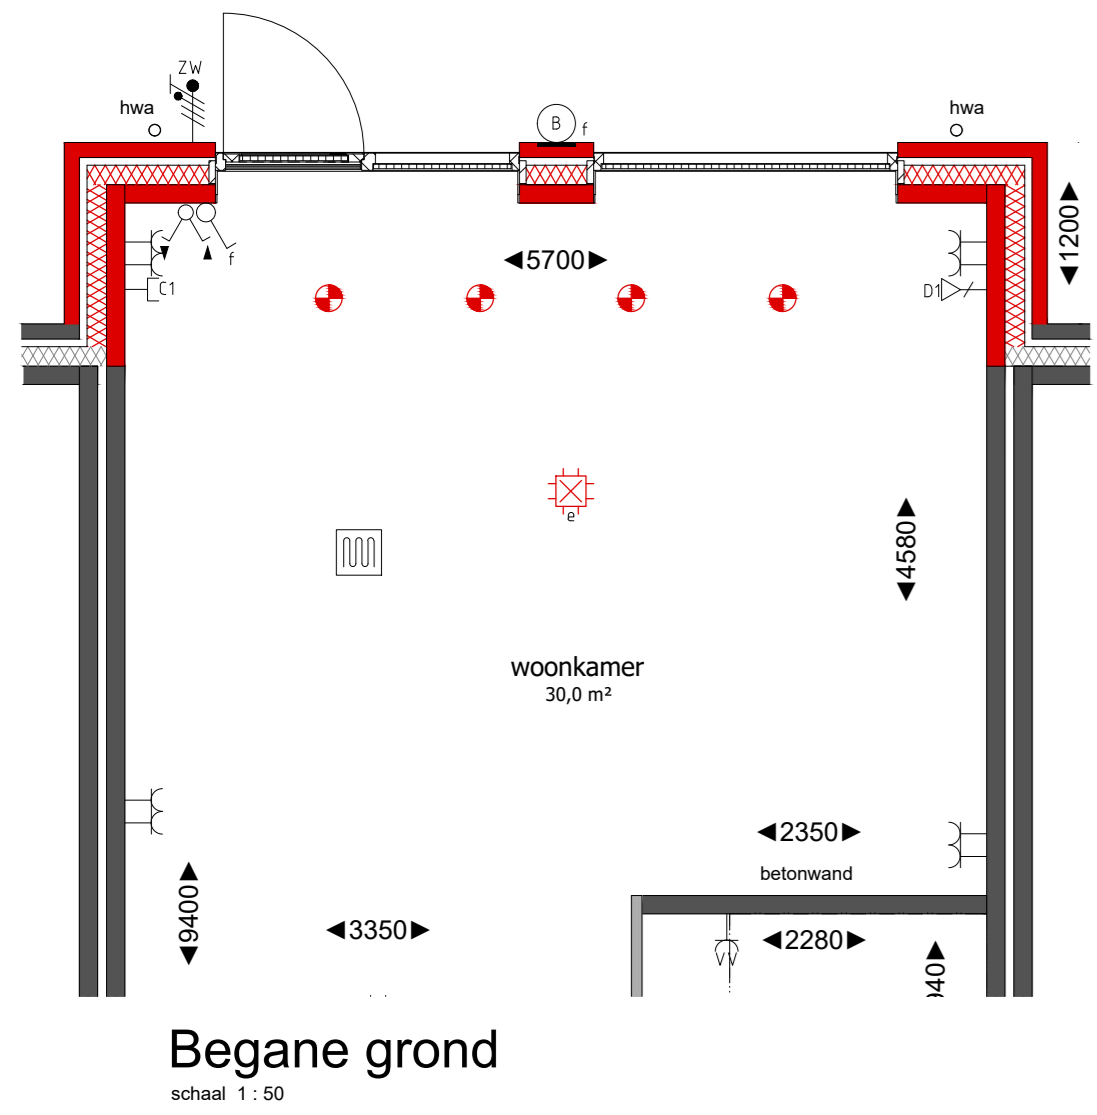 ZW
hwa
B
f
hwa
1200
f
5700
C1
D1
e
4580
woonkamer
30,0 m²
2350
betonwand
9400
3350
2280
940
Begane grond
schaal 1 : 50